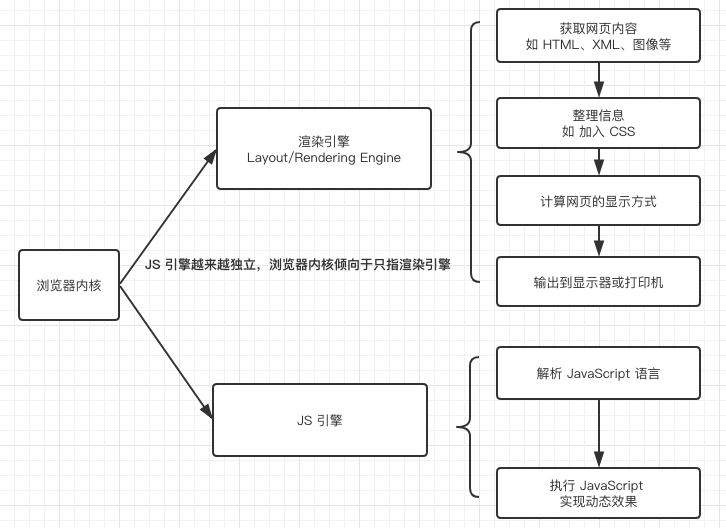 获取网页内容
如 HTML、XML、图像等
整理信息
如 加入 CSS
渲染引擎
Layout/Rendering Engine
计算网页的显示方式
JS 引擎越来越独立，浏览器内核倾向于只指渲染引擎
浏览器内核
输出到显示器或打印机
解析 JavaScript 语言
JS 引擎
执行 JavaScript
实现动态效果